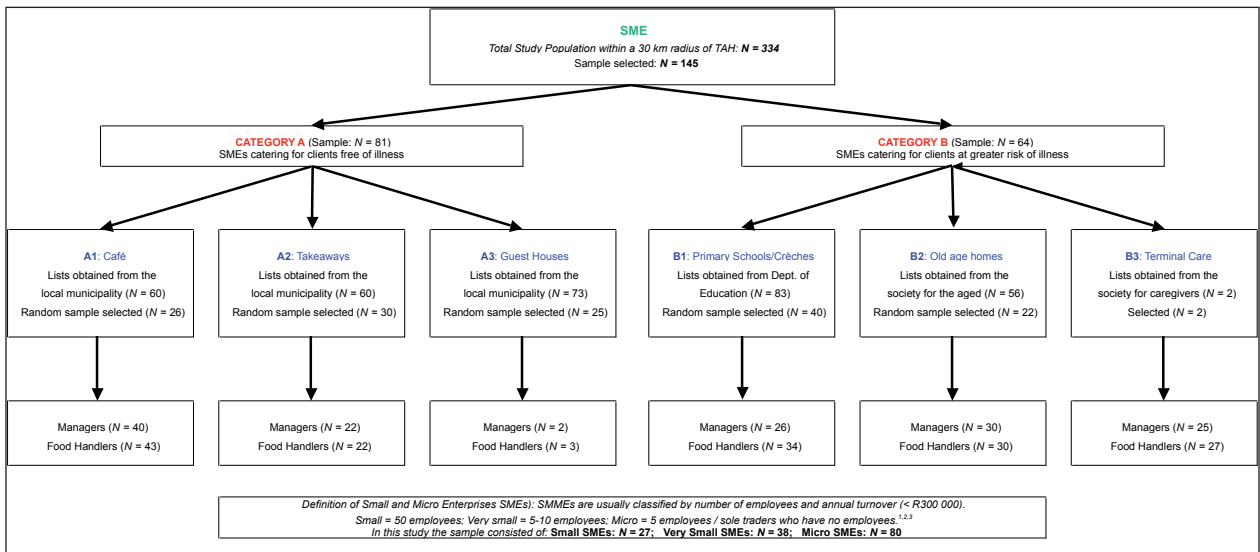 SME
Total Study Population within a 30 km radius of TAH: N = 334
Sample selected: N = 145
CATEGORY A (Sample: N = 81)
SMEs catering for clients free of illness
CATEGORY B (Sample: N = 64)
SMEs catering for clients at greater risk of illness
A1: Café
Lists obtained from the
local municipality (N = 60)
Random sample selected (N = 26)
A2: Takeaways
Lists obtained from the
local municipality (N = 60)
Random sample selected (N = 30)
A3: Guest Houses
Lists obtained from the
local municipality (N = 73)
Random sample selected (N = 25)
B1: Primary Schools/Crèches
Lists obtained from Dept. of
Education (N = 83)
Random sample selected (N = 40)
B2: Old age homes
Lists obtained from the
society for the aged (N = 56)
Random sample selected (N = 22)
B3: Terminal Care
Lists obtained from the
society for caregivers (N = 2)
Selected (N = 2)
Managers (N = 40)
Food Handlers (N = 43)
Managers (N = 22)
Food Handlers (N = 22)
Managers (N = 2)
Food Handlers (N = 3)
Managers (N = 26)
Food Handlers (N = 34)
Managers (N = 30)
Food Handlers (N = 30)
Managers (N = 25)
Food Handlers (N = 27)
Definition of Small and Micro Enterprises SMEs): SMMEs are usually classified by number of employees and annual turnover (< R300 000).
Small = 50 employees; Very small = 5-10 employees; Micro = 5 employees / sole traders who have no employees.1,2,3
In this study the sample consisted of: Small SMEs: N = 27; Very Small SMEs: N = 38; Micro SMEs: N = 80